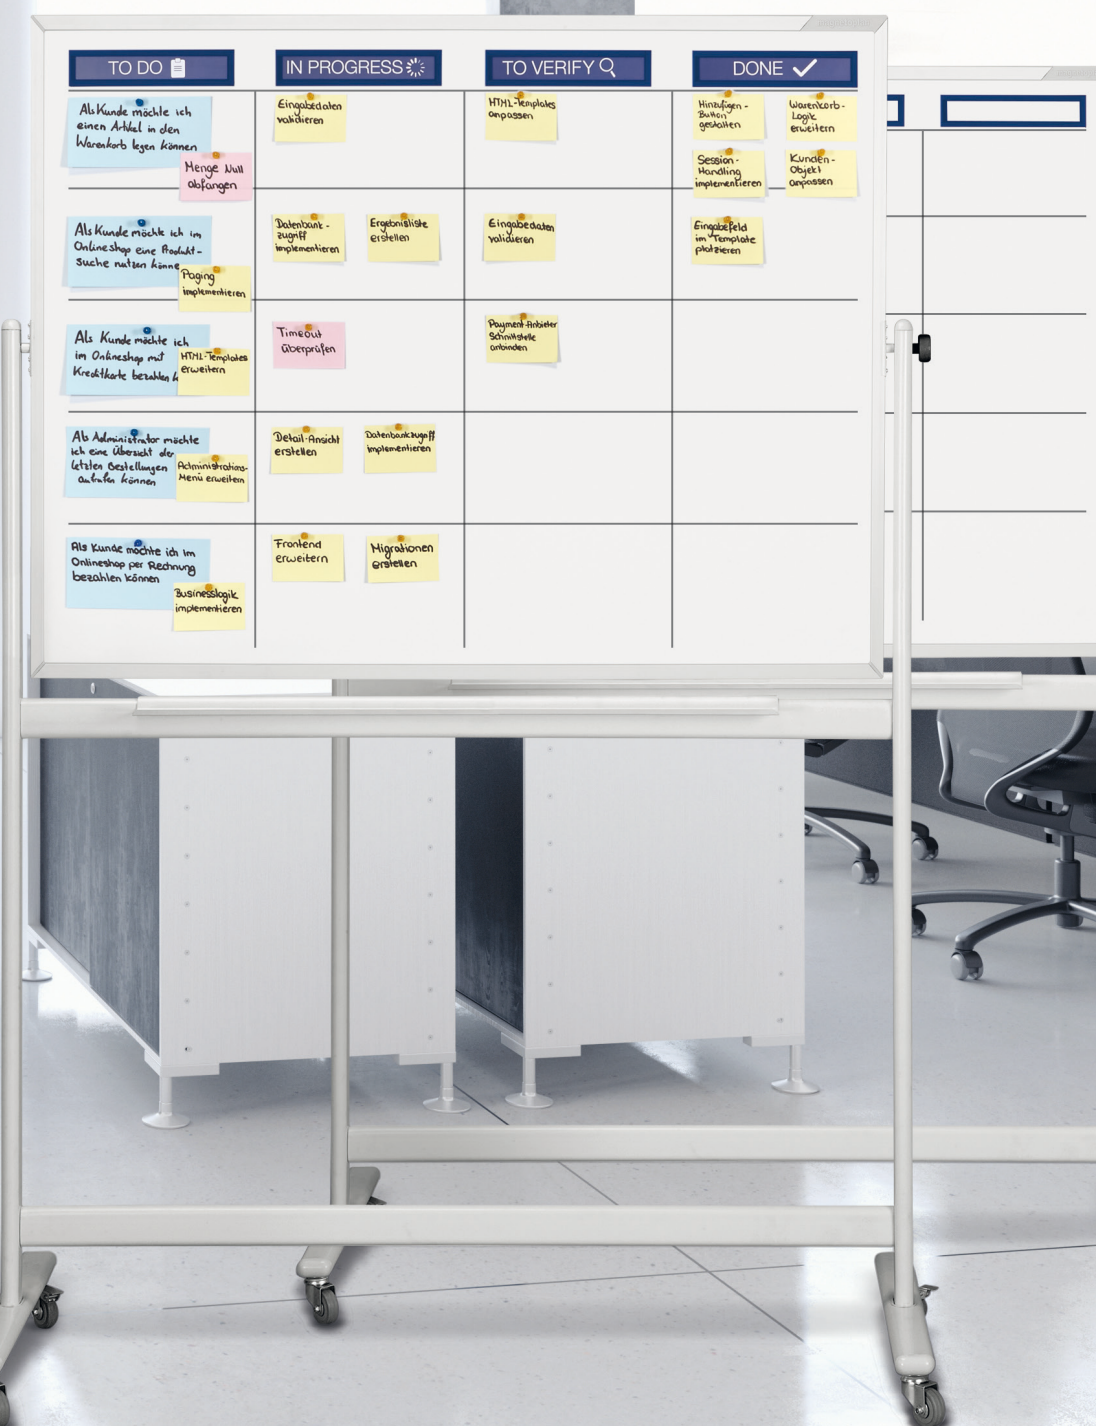 TO DO
IN PROGRESS
TO VERIFY
DONE
Als Kunde möchte ich
einen Artikel in den
Warenkorb legen können
Menge Null
abfangen
Eingabedaten
validieren
HTML-Templates
anpassen
Hinzufügen-
Button
gestalten
Warenkorb-
Logik
erweitern
Session-
Handling
implementieren
Kunden-
Objekt
anpassen
Als Kunde möchte ich im
Onlineshop eine Produkt-
suche nutzen könne
Paging
implementieren
Datenbank-
zugriff
implementieren
Ergebnisliste
erstellen
Eingabedaten
validieren
Eingabefeld
im Template
platzieren
Als Kunde möchte ich
im Onlineshop mit
Kreditkarte bezahlen k
HTML-Templates
erweitern
Timeout
überprüfen
Payment-Anbieter
Schnittstelle
anbinden
Als Administrator möchte
ich eine Übersicht der
letzten Bestellungen
aufrufen können
Administrations-
Menü erweitern
Detail-Ansicht
erstellen
Datenbankzugriff
implementieren
Als Kunde möchte ich im
Onlineshop per Rechnung
bezahlen können
Businesslogik
implementieren
Frontend
erweitern
Migrationen
erstellen